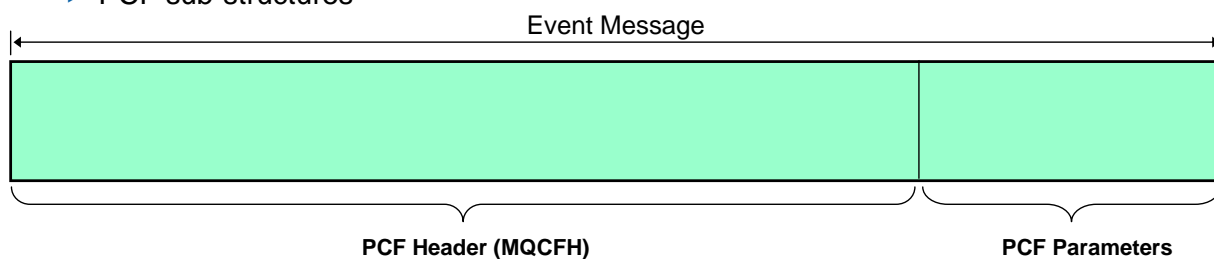 PCF sub-structures
Event Message
PCF Header (MQCFH)
PCF Parameters